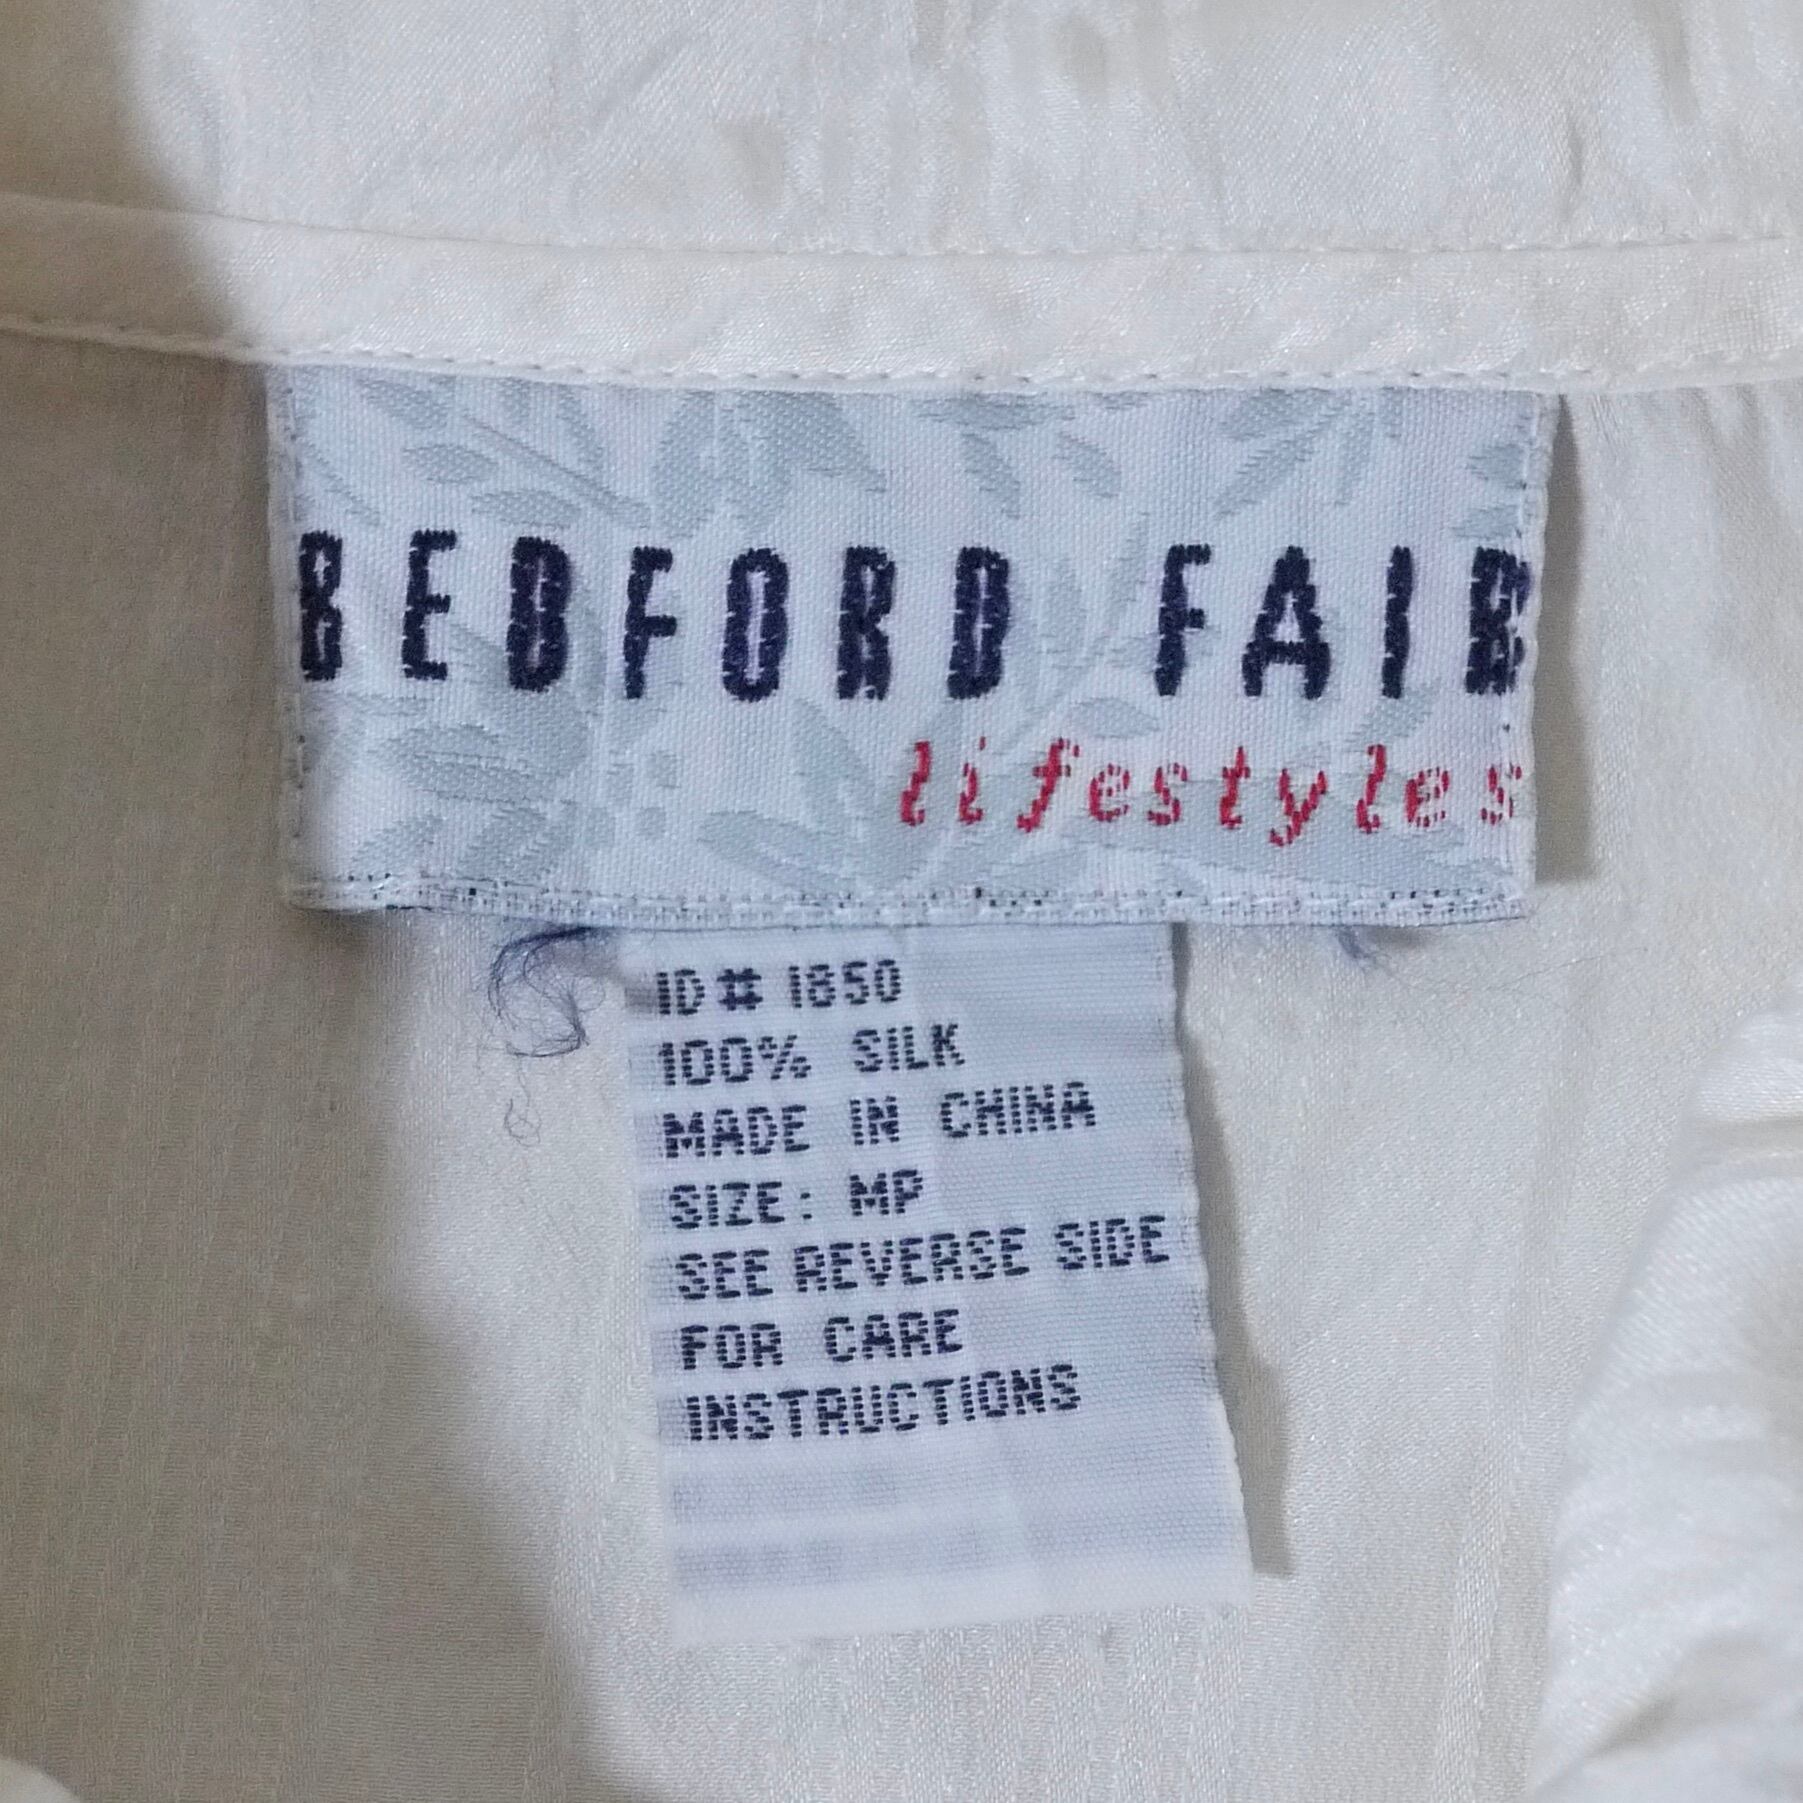 BEDFORD FAIR
lifestyles
ID# 1850
100% SILK
MADE IN CHINA
SIZE: MP
SEE REVERSE SIDE
FOR CARE
INSTRUCTIONS